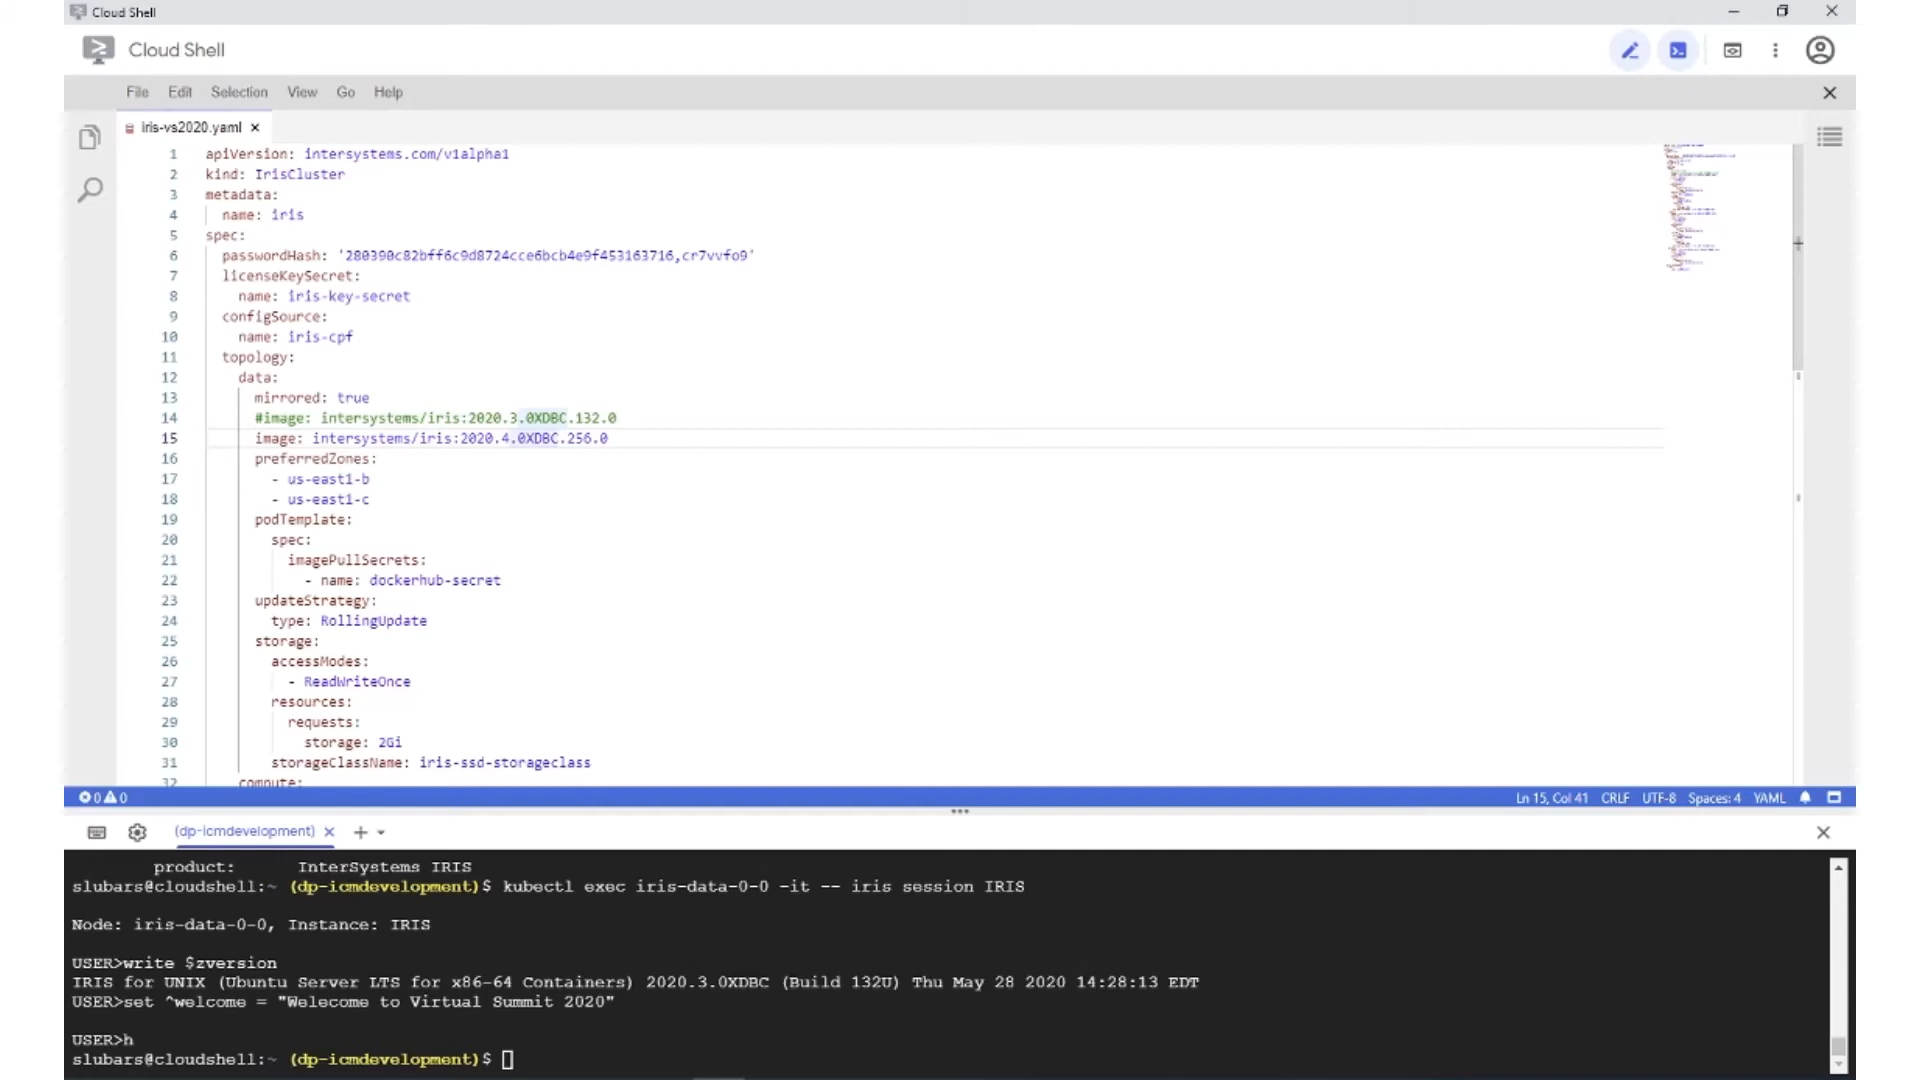 Cloud Shell
Cloud Shell
File Edit Selection View Go Help
iris-vs2020.yaml
1 apiVersion: intersystems.com/v1alpha1
2 kind: IrisCluster
3 metadata:
4 name: iris
5 spec:
6 passwordHash: '280390c82bff6c9d8724cce6bcb4e9f453163716,cr7vvfo9'
7 licenseKeySecret:
8 name: iris-key-secret
9 configSource:
10 name: iris-cpf
11 topology:
12 data:
13 mirrored: true
14 #image: intersystems/iris:2020.3.0XDBC.132.0
15 image: intersystems/iris:2020.4.0XDBC.256.0
16 preferredZones:
17 - us-east1-b
18 - us-east1-c
19 podTemplate:
20 spec:
21 imagePullSecrets:
22 - name: dockerhub-secret
23 updateStrategy:
24 type: RollingUpdate
25 storage:
26 accessModes:
27 - ReadWriteOnce
28 resources:
29 requests:
30 storage: 2Gi
31 storageClassName: iris-ssd-storageclass
32 compute:
0 0 Ln 15, Col 41 CRLF UTF-8 Spaces: 4 YAML
(dp-icmdevelopment)
product: InterSystems IRIS
slubars@cloudshell:~ (dp-icmdevelopment)$ kubectl exec iris-data-0-0 -it -- iris session IRIS
Node: iris-data-0-0, Instance: IRIS
USER>write $zversion
IRIS for UNIX (Ubuntu Server LTS for x86-64 Containers) 2020.3.0XDBC (Build 132U) Thu May 28 2020 14:28:13 EDT
USER>set ^welcome = "Welecome to Virtual Summit 2020"
USER>h
slubars@cloudshell:~ (dp-icmdevelopment)$